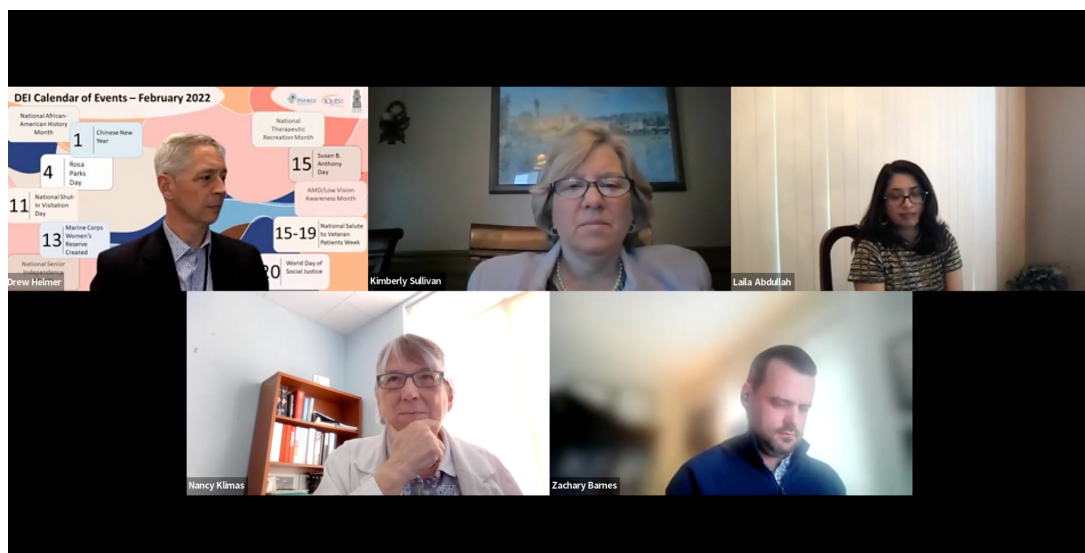 DEI Calendar of Events – February 2022
National African-
American History
Month
1
Chinese New
Year
National
Therapeutic
Recreation Month
4
Rosa
Parks
Day
15
Susan B.
Anthony
Day
11
National Shut-
In Visitation
Day
AMD/Low Vision
Awareness Month
13
Marine Corps
Women's
Reserve
Created
15-19
National Salute
to Veteran
Patients Week
National Senior
Independence
20
World Day of
Social Justice
Drew Helmer
Kimberly Sullivan
Laila Abdullah
Nancy Klimas
Zachary Barnes